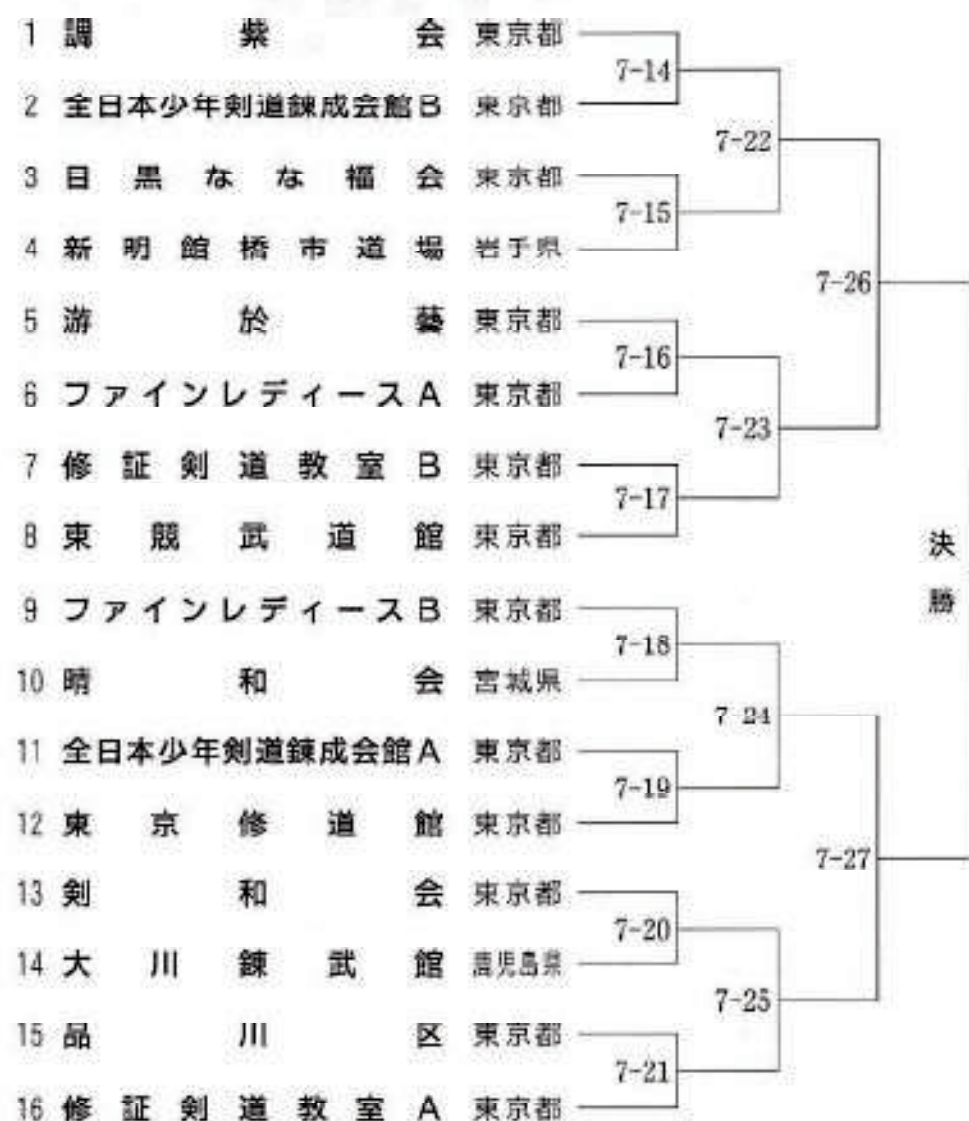 1 調紫会 東京都
7-14
2 全日本少年剣道錬成会館B 東京都
7-22
3 目黒なな福会 東京都
7-15
4 新明館橋市道場 岩手県
7-26
5 游於藝 東京都
7-16
6 ファインレディースA 東京都
7-23
7 修証剣道教室B 東京都
7-17
8 東競武道館 東京都
決勝
9 ファインレディースB 東京都
7-18
10 晴和会 宮城県
7-24
11 全日本少年剣道錬成会館A 東京都
7-19
12 東京修道館 東京都
7-27
13 剣和会 東京都
7-20
14 大川錬武館 鹿児島県
7-25
15 品川区 東京都
7-21
16 修証剣道教室A 東京都